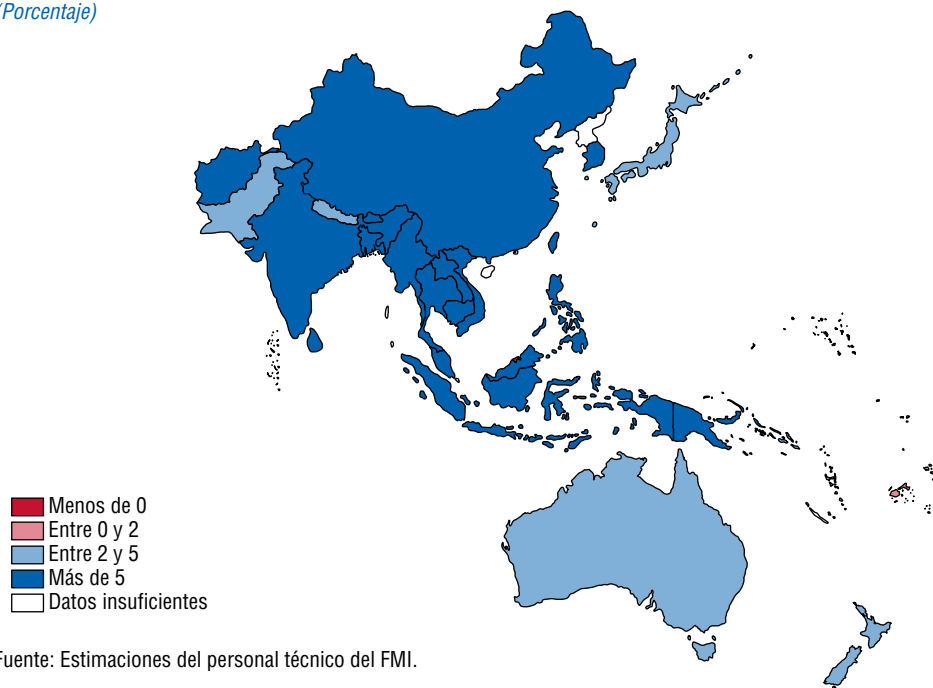 (Porcentaje)
Menos de 0
Entre 0 y 2
Entre 2 y 5
Más de 5
Datos insuficientes
Fuente: Estimaciones del personal técnico del FMI.